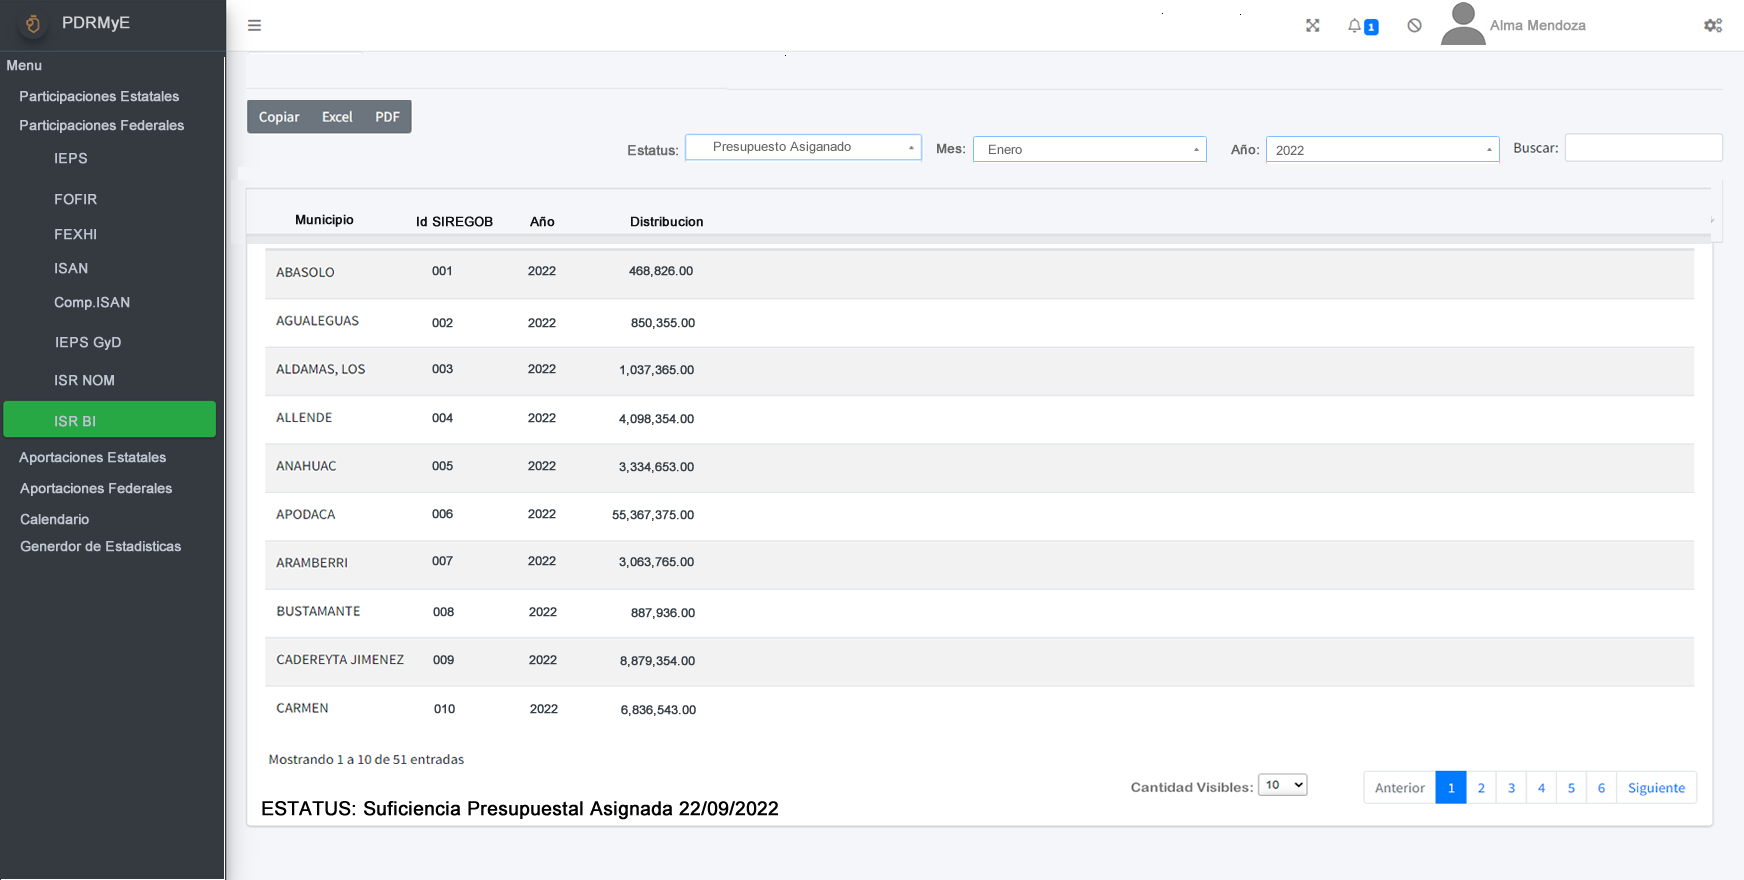 PDRMyE
1
Alma Mendoza
Menu
Participaciones Estatales
Participaciones Federales
IEPS
FOFIR
FEXHI
ISAN
Comp.ISAN
IEPS GyD
ISR NOM
ISR BI
Aportaciones Estatales
Aportaciones Federales
Calendario
Generdor de Estadisticas
Copiar Excel PDF
Estatus: Presupuesto Asiganado Mes: Enero Año: 2022 Buscar:
Municipio Id SIREGOB Año Distribucion
ABASOLO 001 2022 468,826.00
AGUALEGUAS 002 2022 850,355.00
ALDAMAS, LOS 003 2022 1,037,365.00
ALLENDE 004 2022 4,098,354.00
ANAHUAC 005 2022 3,334,653.00
APODACA 006 2022 55,367,375.00
ARAMBERRI 007 2022 3,063,765.00
BUSTAMANTE 008 2022 887,936.00
CADEREYTA JIMENEZ 009 2022 8,879,354.00
CARMEN 010 2022 6,836,543.00
Mostrando 1 a 10 de 51 entradas
Cantidad Visibles: 10 Anterior 1 2 3 4 5 6 Siguiente
ESTATUS: Suficiencia Presupuestal Asignada 22/09/2022